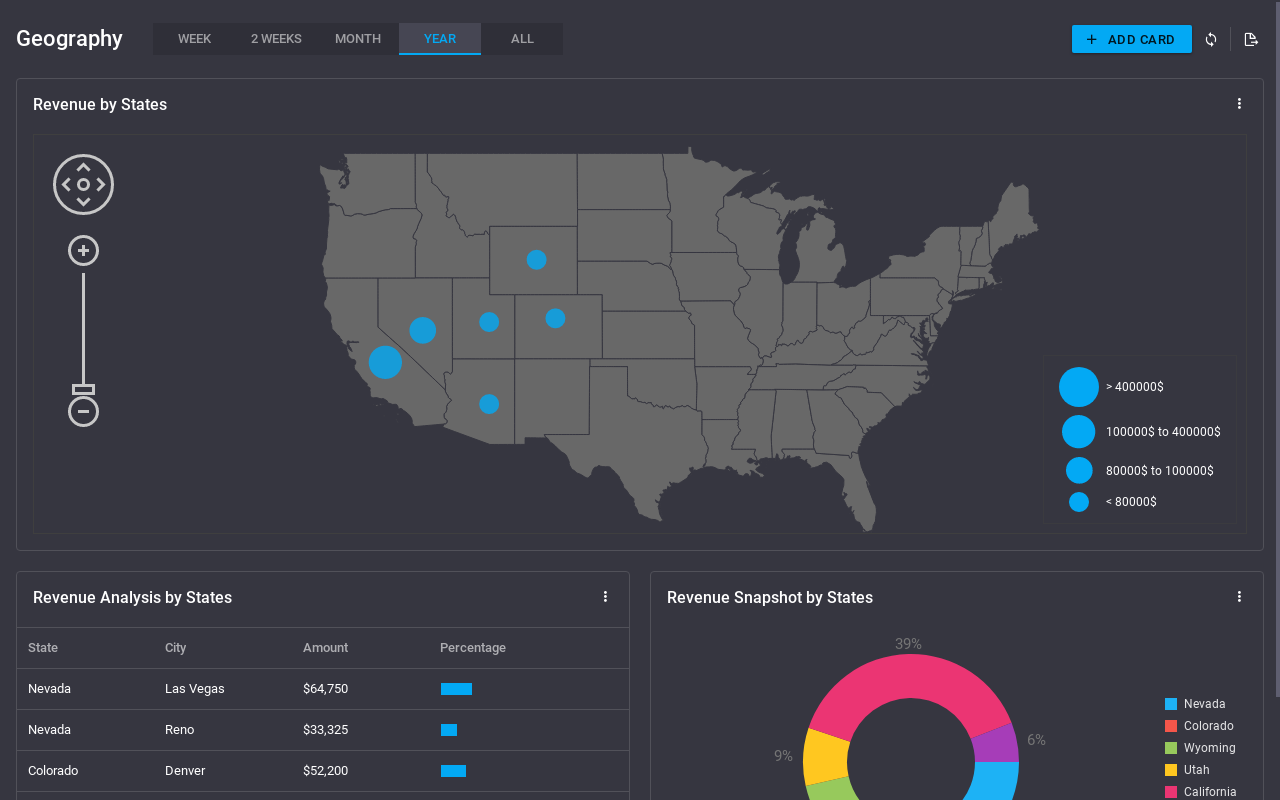 Geography
WEEK 2 WEEKS MONTH YEAR ALL
ADD CARD
Revenue by States
> 400000$
100000$ to 400000$
80000$ to 100000$
< 80000$
Revenue Analysis by States
State City Amount Percentage
Nevada Las Vegas $64,750
Nevada Reno $33,325
Colorado Denver $52,200
Revenue Snapshot by States
39%
6%
9%
Nevada
Colorado
Wyoming
Utah
California